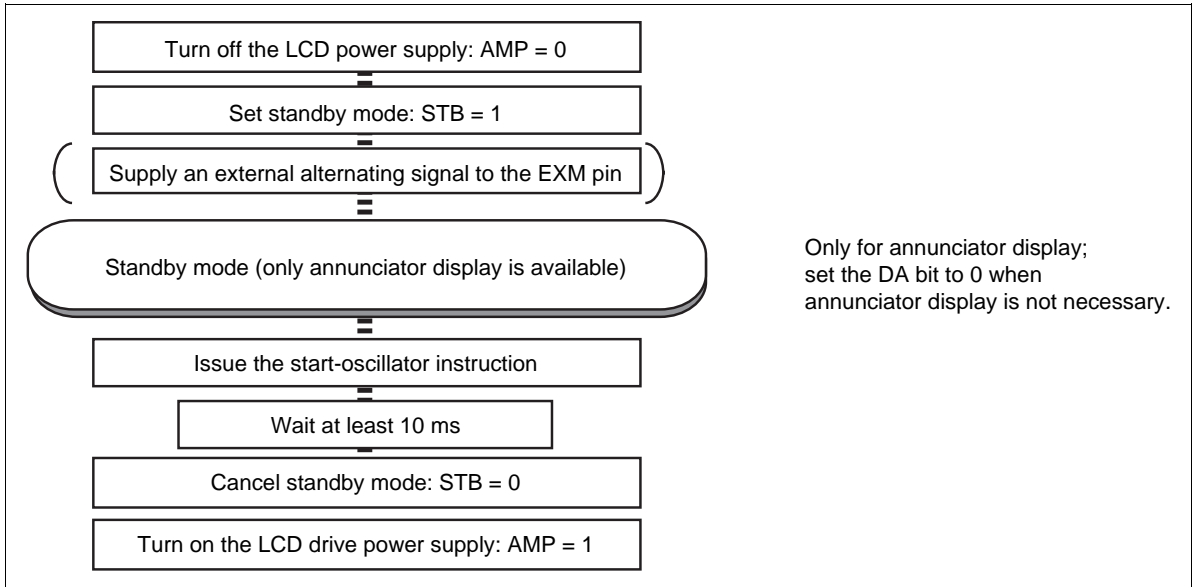 Turn off the LCD power supply: AMP = 0
Set standby mode: STB = 1
Supply an external alternating signal to the EXM pin
Standby mode (only annunciator display is available)
Only for annunciator display;
set the DA bit to 0 when
annunciator display is not necessary.
Issue the start-oscillator instruction
Wait at least 10 ms
Cancel standby mode: STB = 0
Turn on the LCD drive power supply: AMP = 1